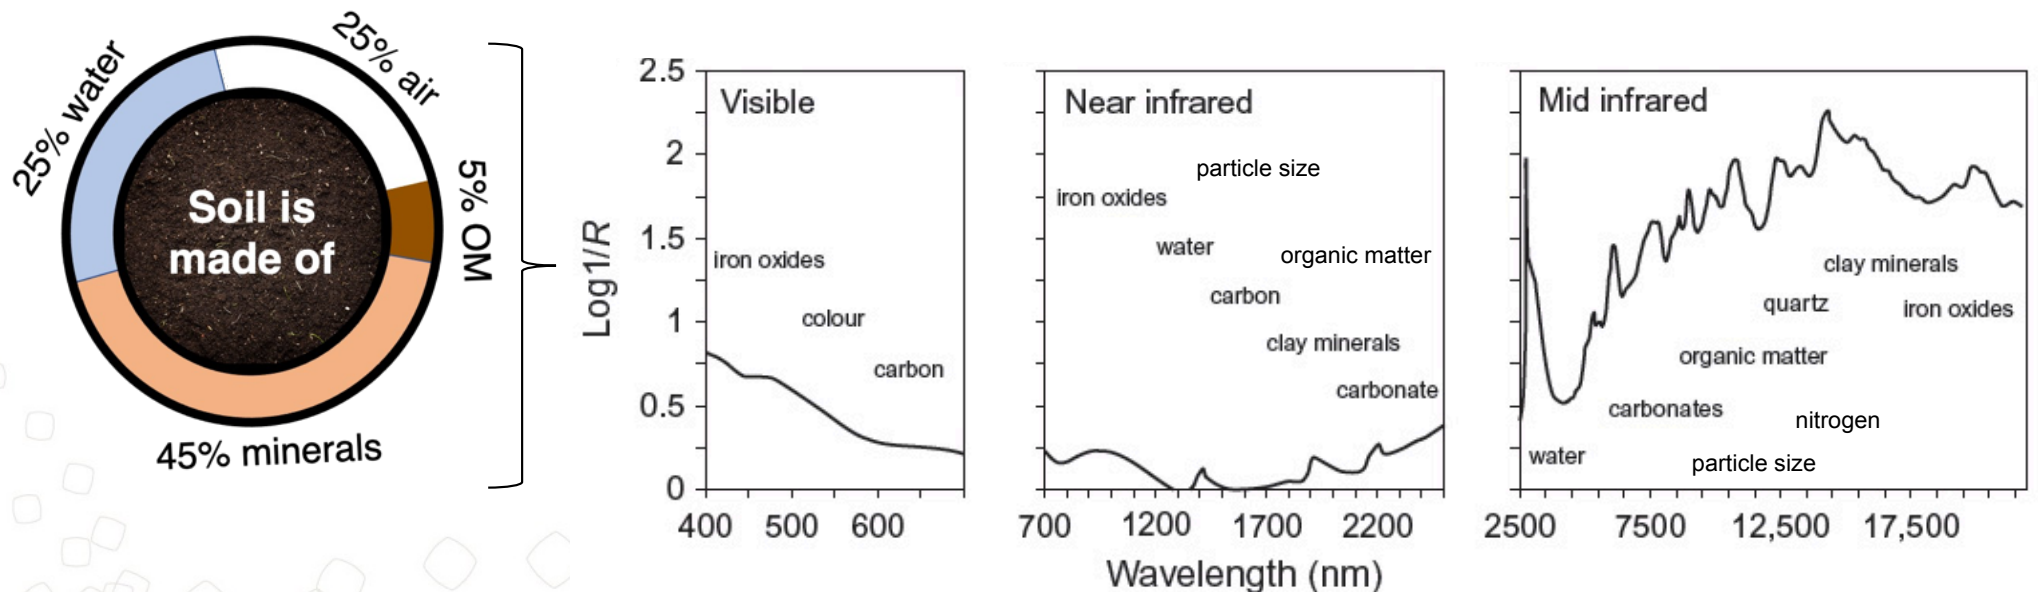 25% water
25% air
5% OM
45% minerals
Soil is
made of
Log1/R
2.5
2
1.5
1
0.5
0
Visible
iron oxides
colour
carbon
400 500 600
Near infrared
particle size
iron oxides
water
organic matter
carbon
clay minerals
carbonate
700 1200 1700 2200
Mid infrared
clay minerals
quartz
iron oxides
organic matter
carbonates
nitrogen
water
particle size
2500 7500 12,500 17,500
Wavelength (nm)